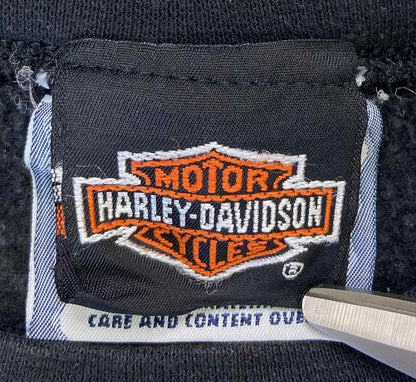 MOTOR
HARLEY-DAVIDSON
CYCLES
®
CARE AND CONTENT OVE